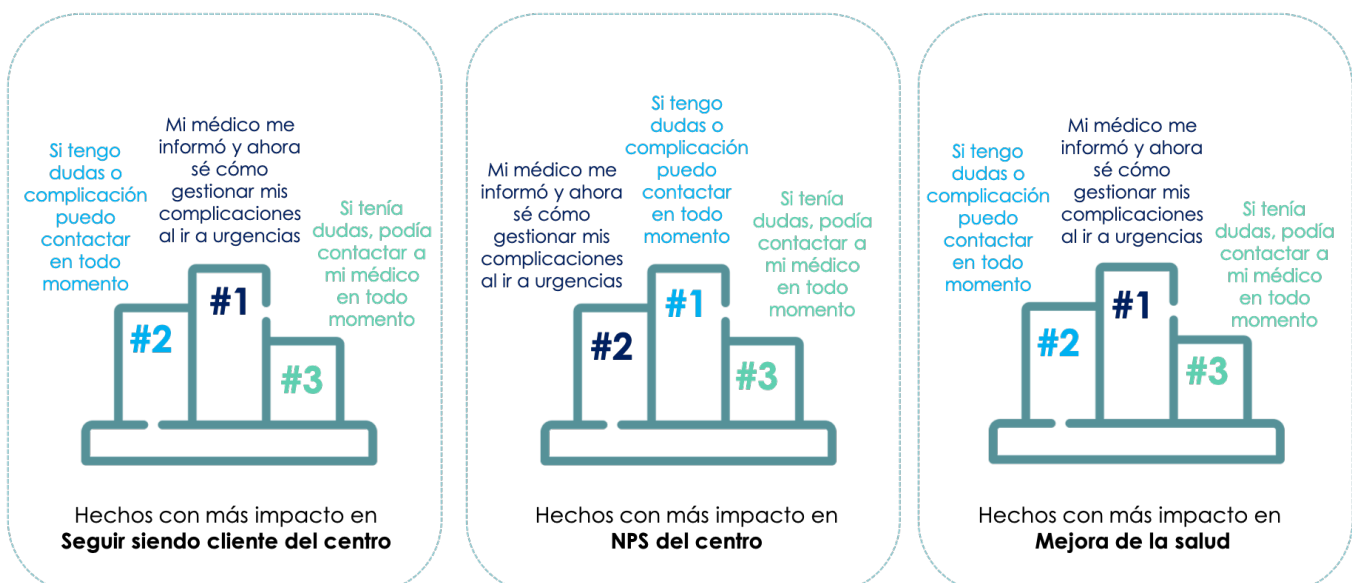 Si tengo
dudas o
complicación
puedo
contactar
en todo
momento
#2
Mi médico me
informó y ahora
sé cómo
gestionar mis
complicaciones
al ir a urgencias
#1
Si tenía
dudas, podía
contactar a
mi médico
en todo
momento
#3
Hechos con más impacto en
Seguir siendo cliente del centro
Mi médico me
informó y ahora
sé cómo
gestionar mis
complicaciones
al ir a urgencias
#2
Si tengo
dudas o
complicación
puedo
contactar
en todo
momento
#1
Si tenía
dudas, podía
contactar a
mi médico
en todo
momento
#3
Hechos con más impacto en
NPS del centro
Si tengo
dudas o
complicación
puedo
contactar
en todo
momento
#2
Mi médico me
informó y ahora
sé cómo
gestionar mis
complicaciones
al ir a urgencias
#1
Si tenía
dudas, podía
contactar a
mi médico
en todo
momento
#3
Hechos con más impacto en
Mejora de la salud